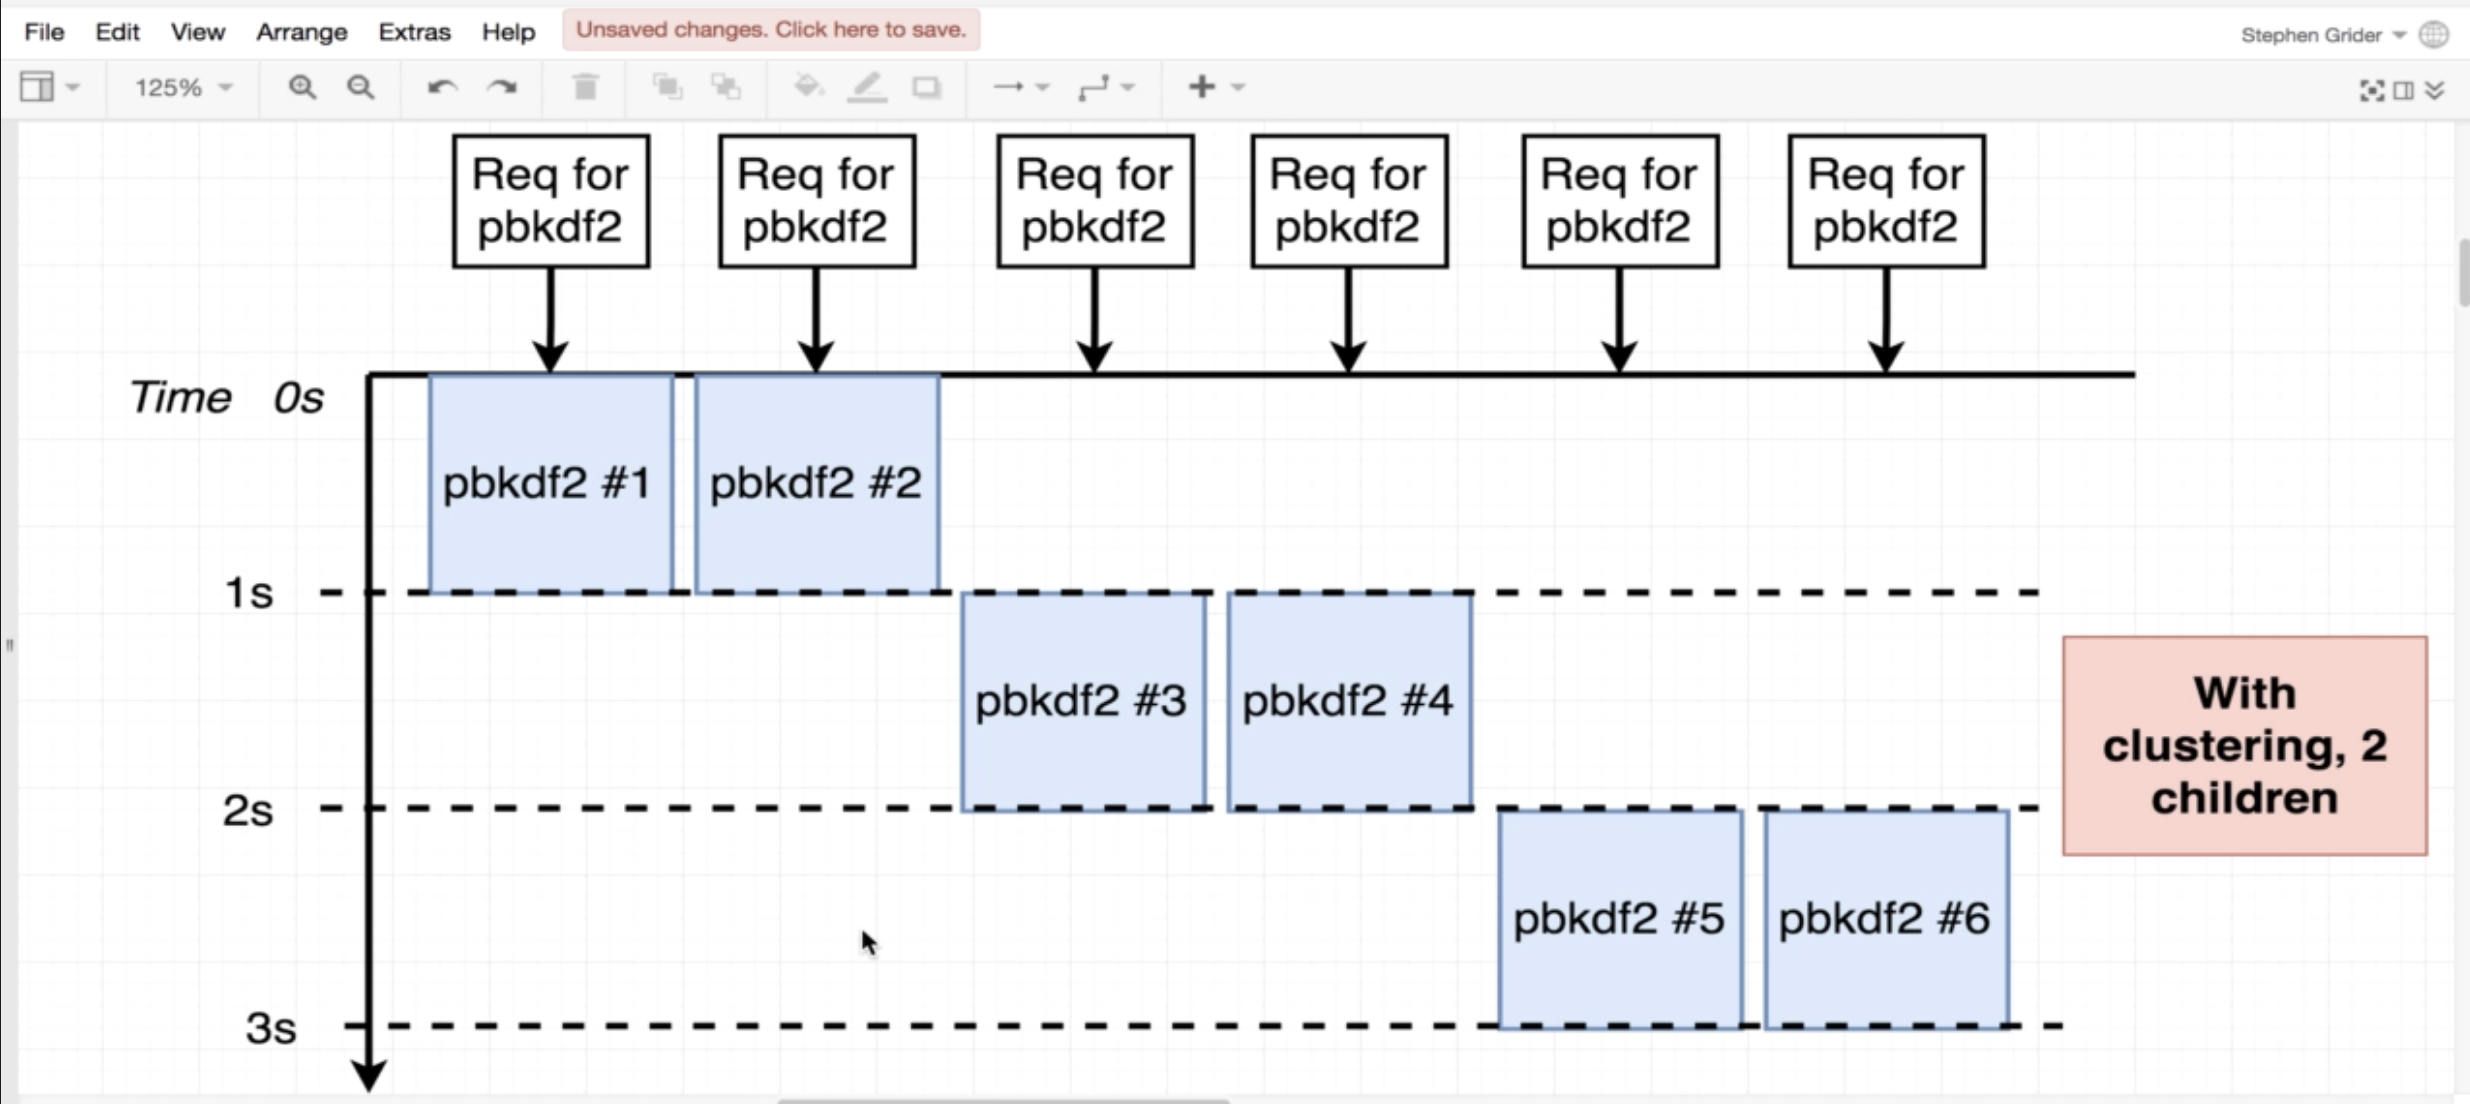 File Edit View Arrange Extras Help Unsaved changes. Click here to save. Stephen Grider
125%
Req for pbkdf2
Req for pbkdf2
Req for pbkdf2
Req for pbkdf2
Req for pbkdf2
Req for pbkdf2
Time 0s
pbkdf2 #1 pbkdf2 #2
1s
pbkdf2 #3 pbkdf2 #4
With
clustering, 2
children
2s
pbkdf2 #5 pbkdf2 #6
3s